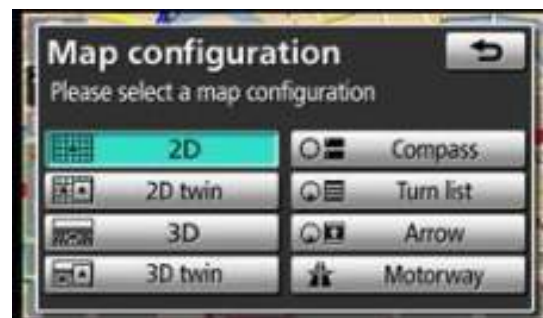 Map configuration
Please select a map configuration
2D
Compass
2D twin
Turn list
3D
Arrow
3D twin
Motorway